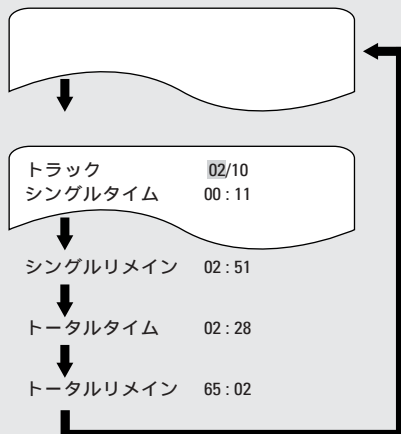 トラック 02/10
シングルタイム 00 : 11
シングルリメイン 02 : 51
トータルタイム 02 : 28
トータルリメイン 65 : 02